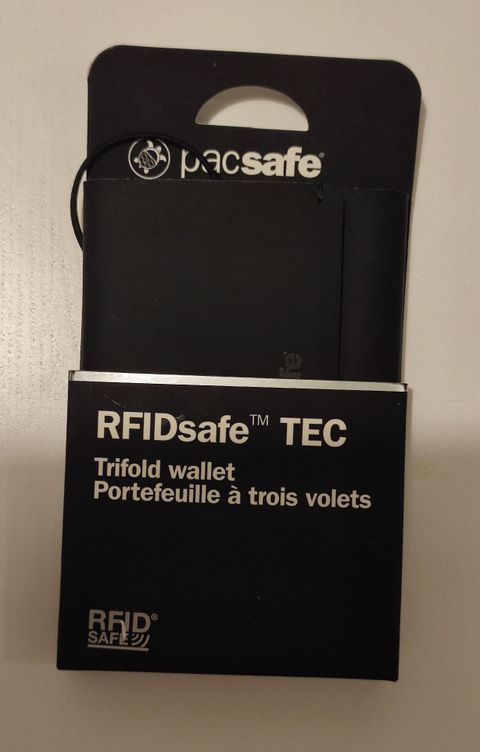 pacsafe®
RFIDsafe™ TEC
Trifold wallet
Portefeuille à trois volets
RFID®
SAFE